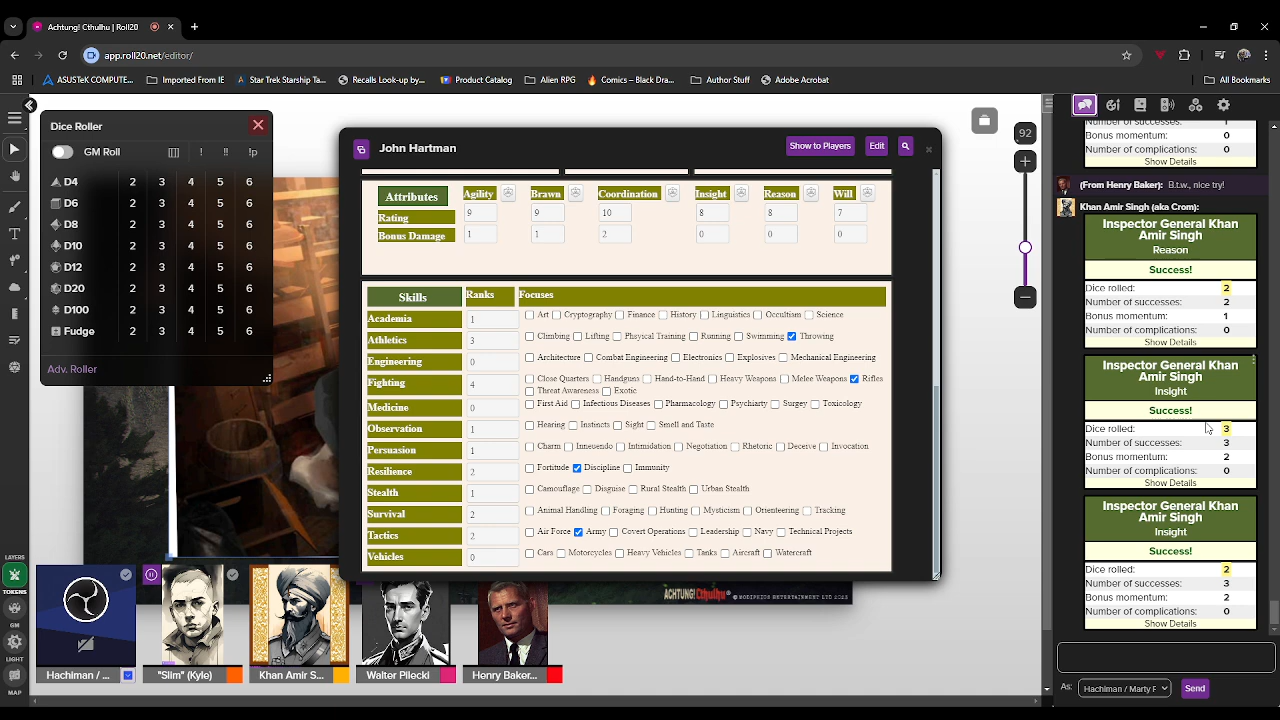 Achtung! Cthulhu | Roll20
app.roll20.net/editor/
ASUSTeK COMPUTE...
Imported From IE
Star Trek Starship Ta...
Recalls Look-up by...
Product Catalog
Alien RPG
Comics – Black Dra...
Author Stuff
Adobe Acrobat
All Bookmarks
Dice Roller
GM Roll ! !! !p
D4 2 3 4 5 6
D6 2 3 4 5 6
D8 2 3 4 5 6
D10 2 3 4 5 6
D12 2 3 4 5 6
D20 2 3 4 5 6
D100 2 3 4 5 6
Fudge 2 3 4 5 6
Adv. Roller
LAYERS
TOKENS
GM
LIGHT
MAP
John Hartman
Show to Players
Edit
Attributes Agility Brawn Coordination Insight Reason Will
Rating 9 9 10 8 8 7
Bonus Damage 1 1 2 0 0 0
Skills Ranks Focuses
Academia 1 Art Cryptography Finance History Linguistics Occultism Science
Athletics 3 Climbing Lifting Phsyical Training Running Swimming Throwing
Engineering 0 Architecture Combat Engineering Electronics Explosives Mechanical Engineering
Fighting 4 Close Quarters Handguns Hand-to-Hand Heavy Weapons Melee Weapons Rifles
Threat Awareness Exotic
Medicine 0 First Aid Infectious Diseases Pharmacology Psychiarty Surgey Toxicology
Observation 1 Hearing Instincts Sight Smell and Taste
Persuasion 1 Charm Inneuendo Intimidation Negotiation Rhetoric Deceive Invocation
Resilience 2 Fortitude Discipline Immunity
Stealth 1 Camouflage Disguise Rural Stealth Urban Stealth
Survival 2 Animal Handling Foraging Hunting Mysticism Orienteering Tracking
Tactics 2 Air Force Army Covert Operations Leadership Navy Technical Projects
Vehicles 0 Cars Motorcycles Heavy Vehicles Tanks Aircraft Watercraft
ACHTUNG! Cthulhu © MODIPHIUS ENTERTAINMENT LTD 2023
Hachiman / ...
"Slim" (Kyle)
Khan Amir S...
Walter Pilecki
Henry Baker...
92
Number of successes: 1
Bonus momentum: 0
Number of complications: 0
Show Details
(From Henry Baker): B.t.w., nice try!
Khan Amir Singh (aka Crom):
Inspector General Khan
Amir Singh
Reason
Success!
Dice rolled: 2
Number of successes: 2
Bonus momentum: 1
Number of complications: 0
Show Details
Inspector General Khan
Amir Singh
Insight
Success!
Dice rolled: 3
Number of successes: 3
Bonus momentum: 2
Number of complications: 0
Show Details
Inspector General Khan
Amir Singh
Insight
Success!
Dice rolled: 2
Number of successes: 3
Bonus momentum: 2
Number of complications: 0
Show Details
As: Hachiman / Marty F
Send